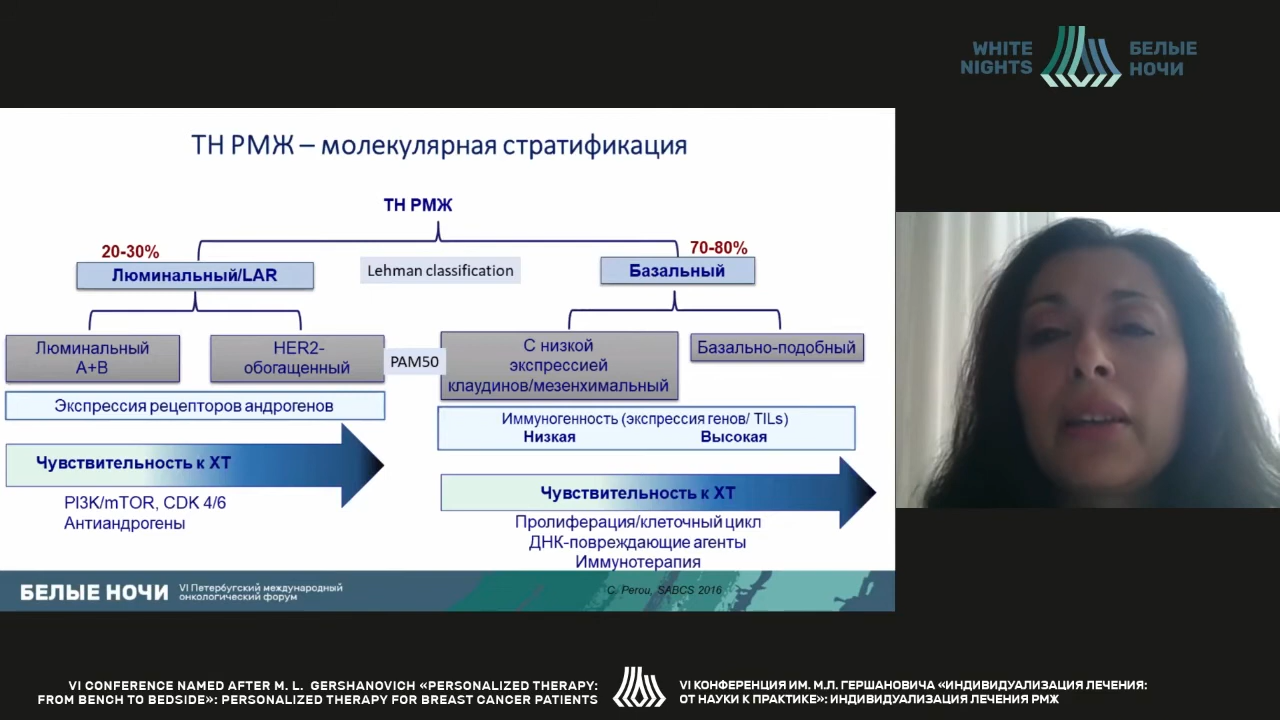 WHITE
NIGHTS
БЕЛЫЕ
НОЧИ
ТН РМЖ – молекулярная стратификация
ТН РМЖ
20-30%
70-80%
Люминальный/LAR
Lehman classification
Базальный
Люминальный
A+B
HER2-
обогащенный
PAM50
С низкой
экспрессией
клаудинов/мезенхимальный
Базально-подобный
Экспрессия рецепторов андрогенов
Иммуногенность (экспрессия генов/ TILs)
Низкая Высокая
Чувствительность к ХТ
Чувствительность к ХТ
PI3K/mTOR, CDK 4/6
Антиандрогены
Пролиферация/клеточный цикл
ДНК-повреждающие агенты
Иммунотерапия
БЕЛЫЕ НОЧИ
VI Петербугский международный
онкологический форум
C. Perou, SABCS 2016
VI CONFERENCE NAMED AFTER M. L. GERSHANOVICH «PERSONALIZED THERAPY:
FROM BENCH TO BEDSIDE»: PERSONALIZED THERAPY FOR BREAST CANCER PATIENTS
VI КОНФЕРЕНЦИЯ ИМ. М.Л. ГЕРШАНОВИЧА «ИНДИВИДУАЛИЗАЦИЯ ЛЕЧЕНИЯ:
ОТ НАУКИ К ПРАКТИКЕ»: ИНДИВИДУАЛИЗАЦИЯ ЛЕЧЕНИЯ РМЖ